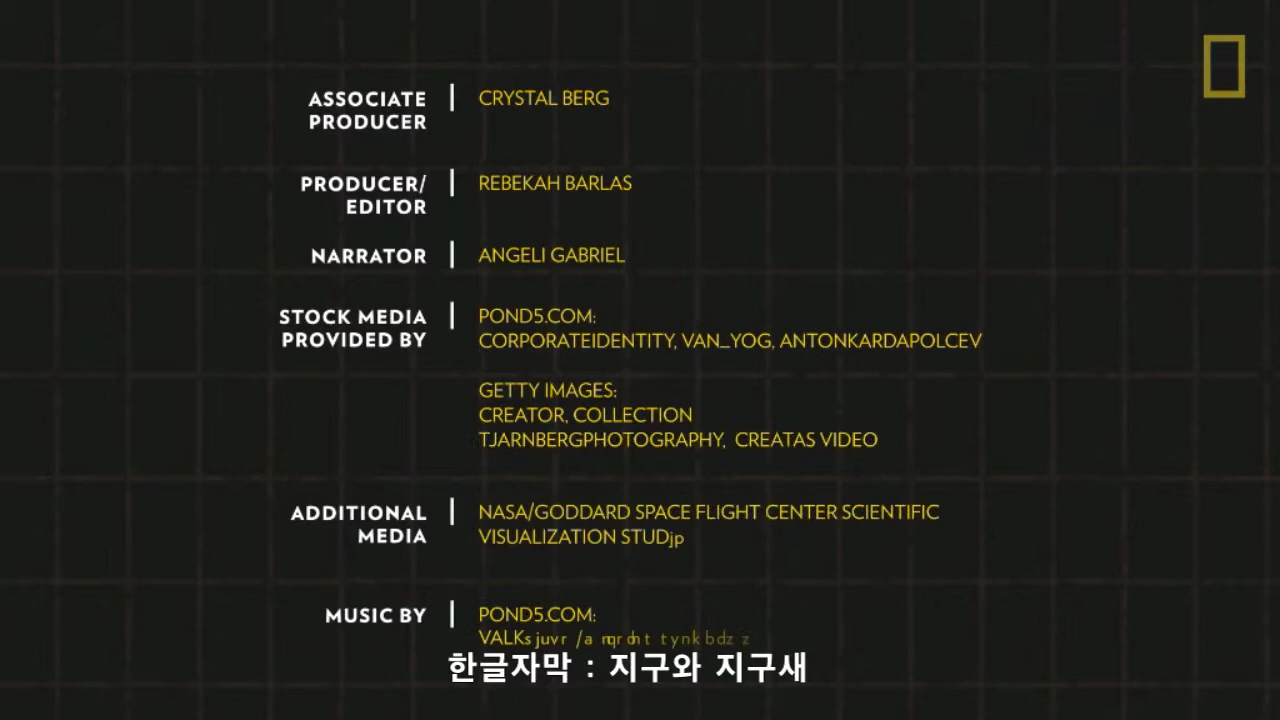 ASSOCIATE PRODUCER | CRYSTAL BERG
PRODUCER/ EDITOR | REBEKAH BARLAS
NARRATOR | ANGELI GABRIEL
STOCK MEDIA PROVIDED BY | POND5.COM:
CORPORATEIDENTITY, VAN_YOG, ANTONKARDAPOLCEV
GETTY IMAGES:
CREATOR, COLLECTION
TJARNBERGPHOTOGRAPHY, CREATAS VIDEO
ADDITIONAL MEDIA | NASA/GODDARD SPACE FLIGHT CENTER SCIENTIFIC
VISUALIZATION STUDjp
MUSIC BY | POND5.COM:
한글자막 : 지구와 지구새